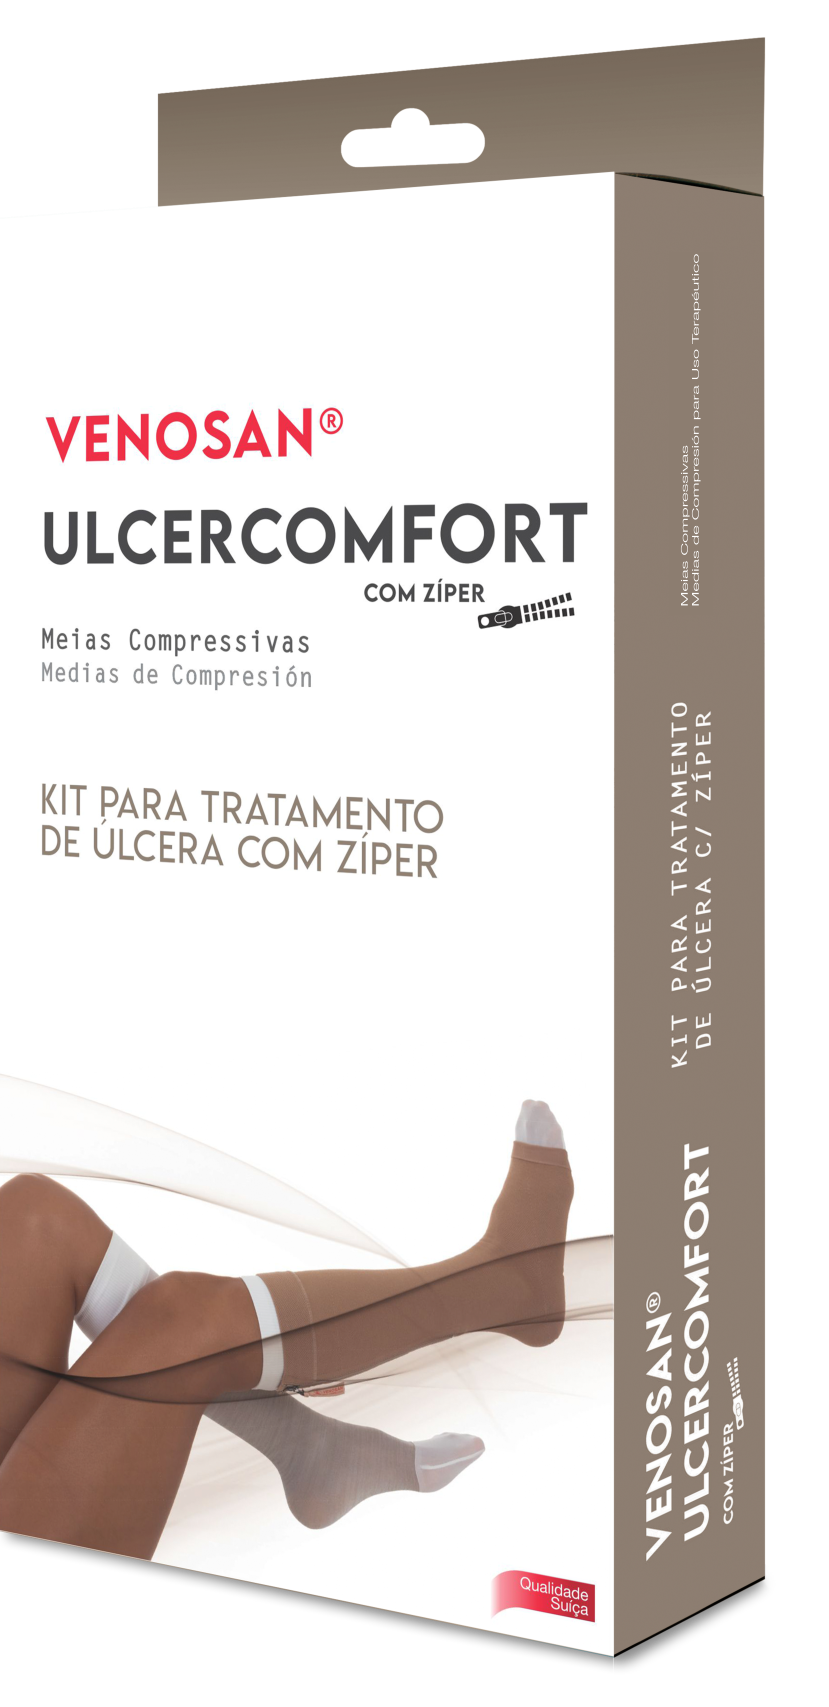 VENOSAN®
ULCERCOMFORT
COM ZÍPER
Meias Compressivas
Medias de Compresión
KIT PARA TRATAMENTO
DE ÚLCERA COM ZÍPER
Qualidade
Suíça
Meias Compressivas
Medias de Compresión para Uso Terapéutico
KIT PARA TRATAMENTO
DE ÚLCERA C/ ZÍPER
VENOSAN®
ULCERCOMFORT
COM ZÍPER